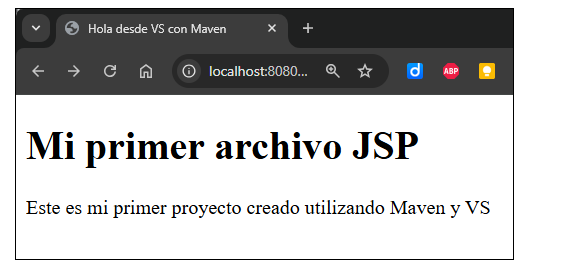 Hola desde VS con Maven
localhost:8080...
ABP
Mi primer archivo JSP
Este es mi primer proyecto creado utilizando Maven y VS